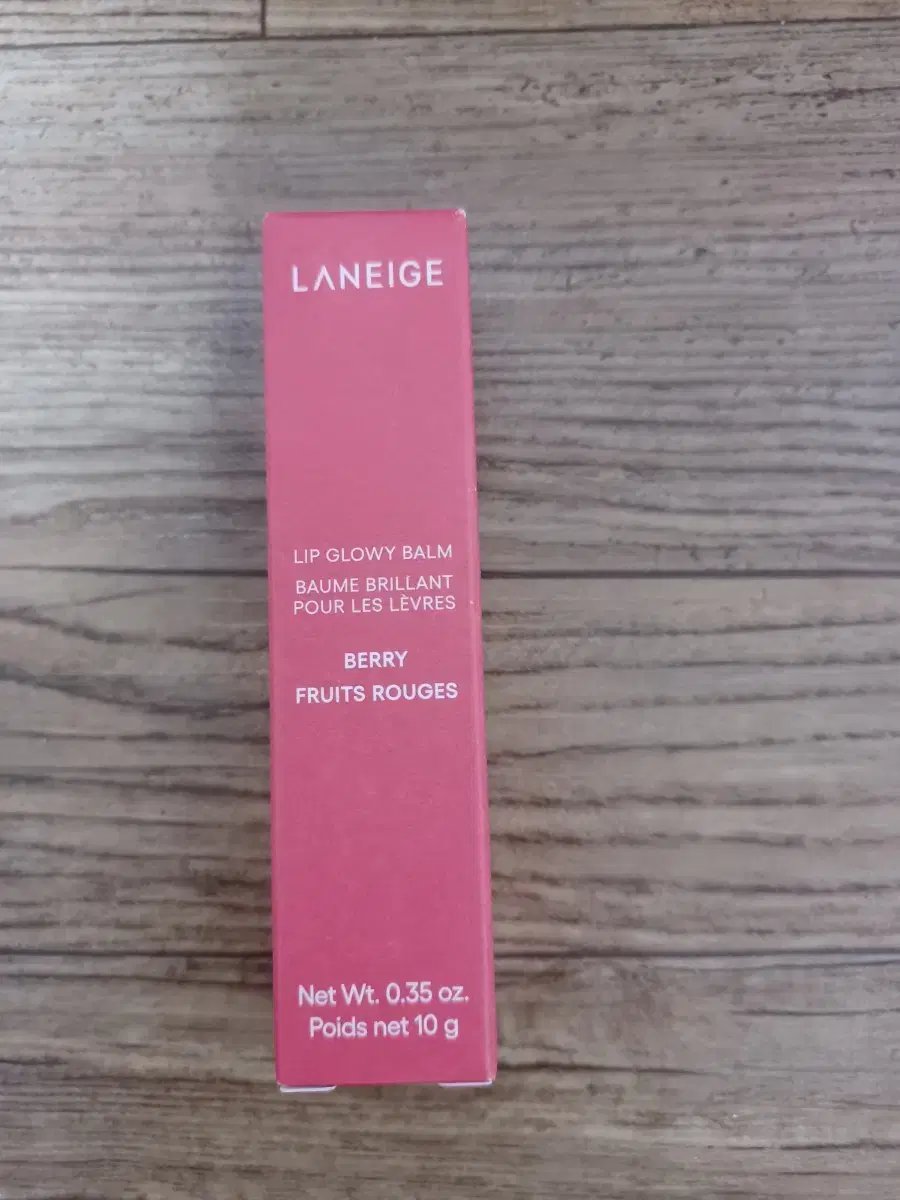 LANEIGE
LIP GLOWY BALM
BAUME BRILLANT
POUR LES LÈVRES
BERRY
FRUITS ROUGES
Net Wt. 0.35 oz.
Poids net 10 g